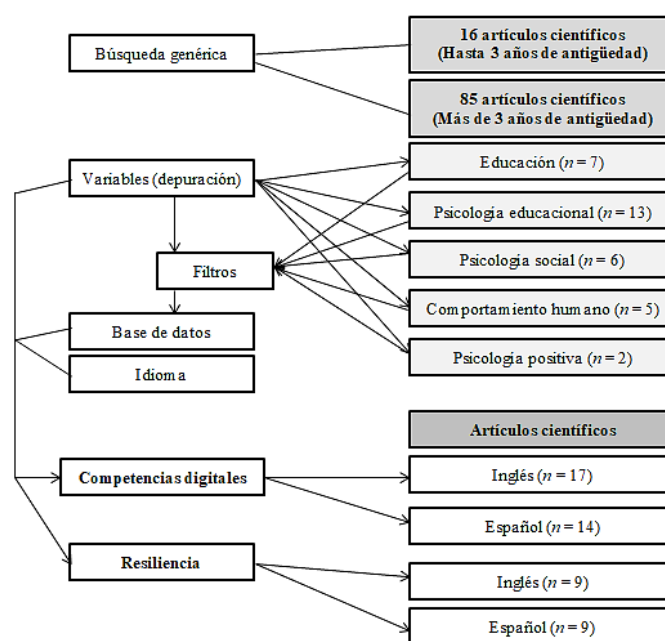 Búsqueda genérica
16 artículos científicos
(Hasta 3 años de antigüedad)
85 artículos científicos
(Más de 3 años de antigüedad)
Variables (depuración)
Educación (n = 7)
Psicología educacional (n = 13)
Psicología social (n = 6)
Filtros
Comportamiento humano (n = 5)
Base de datos
Psicología positiva (n = 2)
Idioma
Artículos científicos
Competencias digitales
Inglés (n = 17)
Español (n = 14)
Resiliencia
Inglés (n = 9)
Español (n = 9)